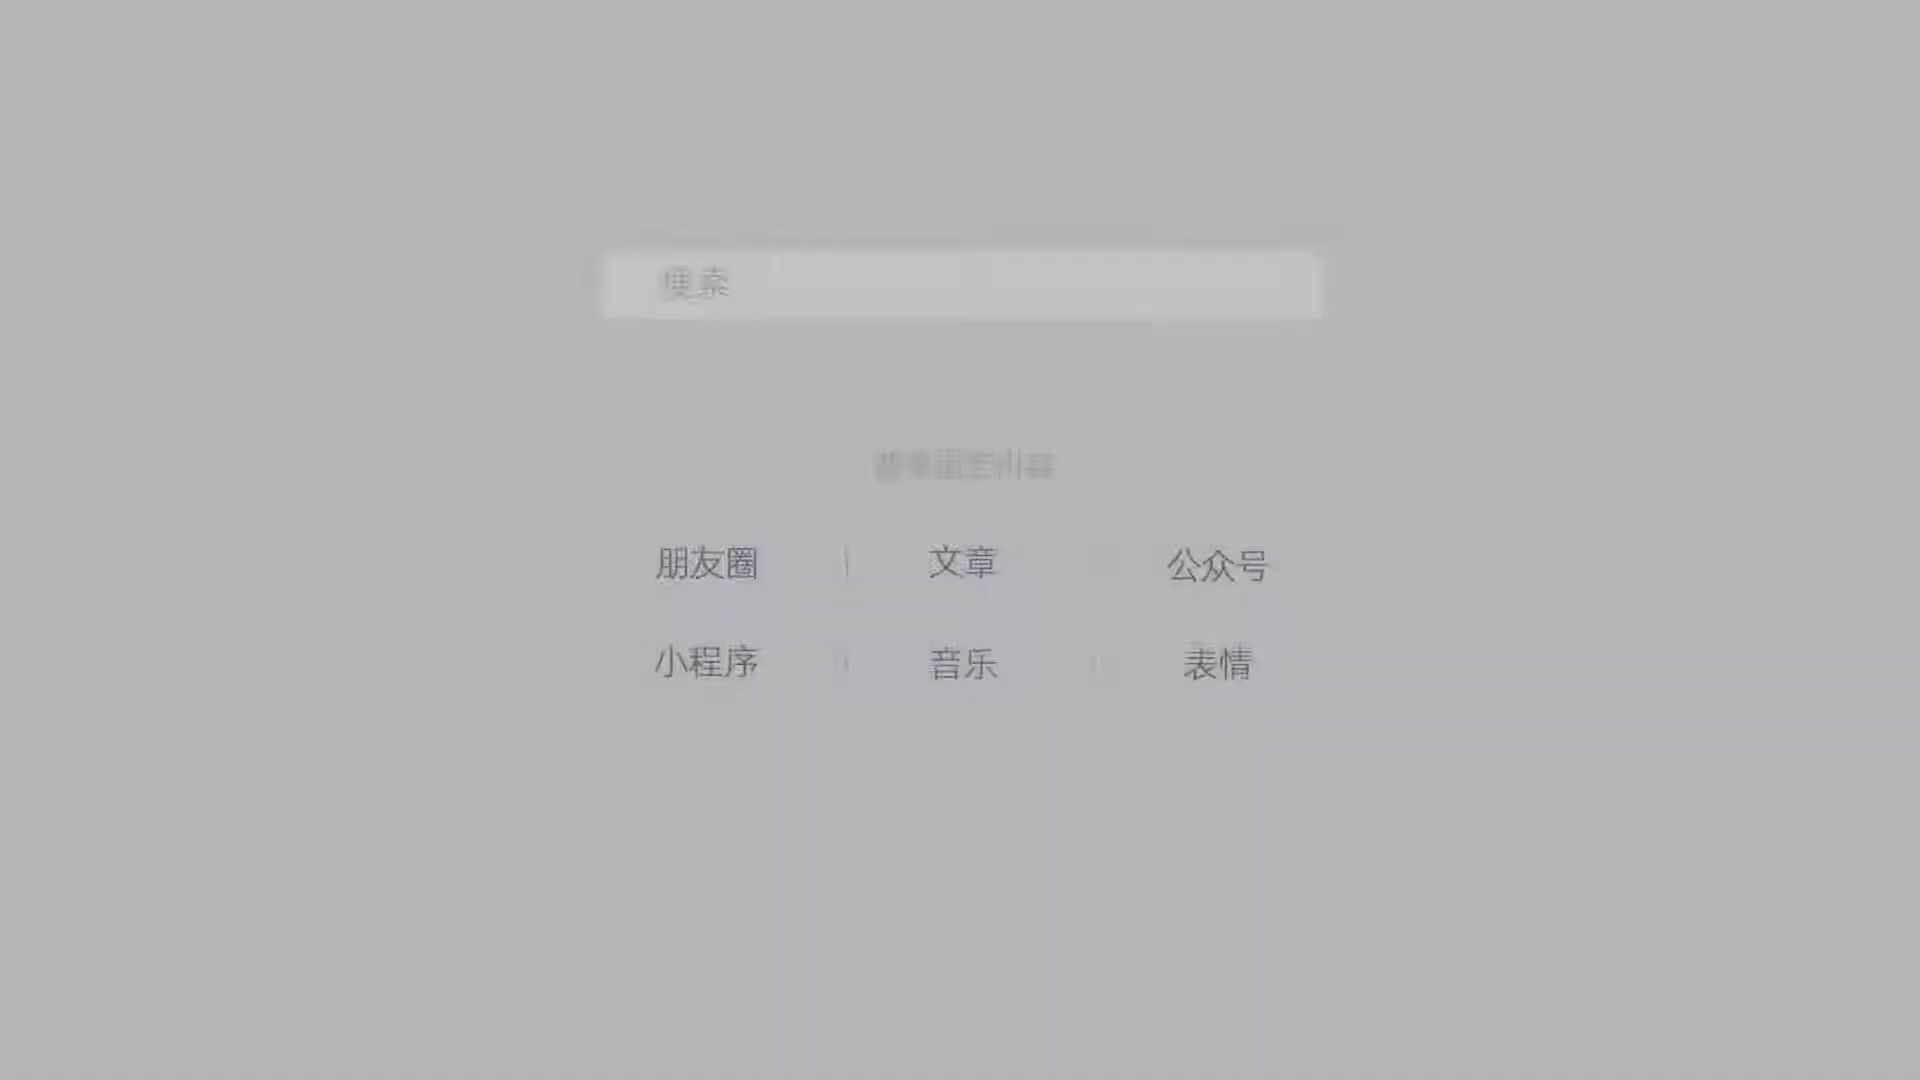 搜索
朋友圈 文章 公众号
小程序 音乐 表情